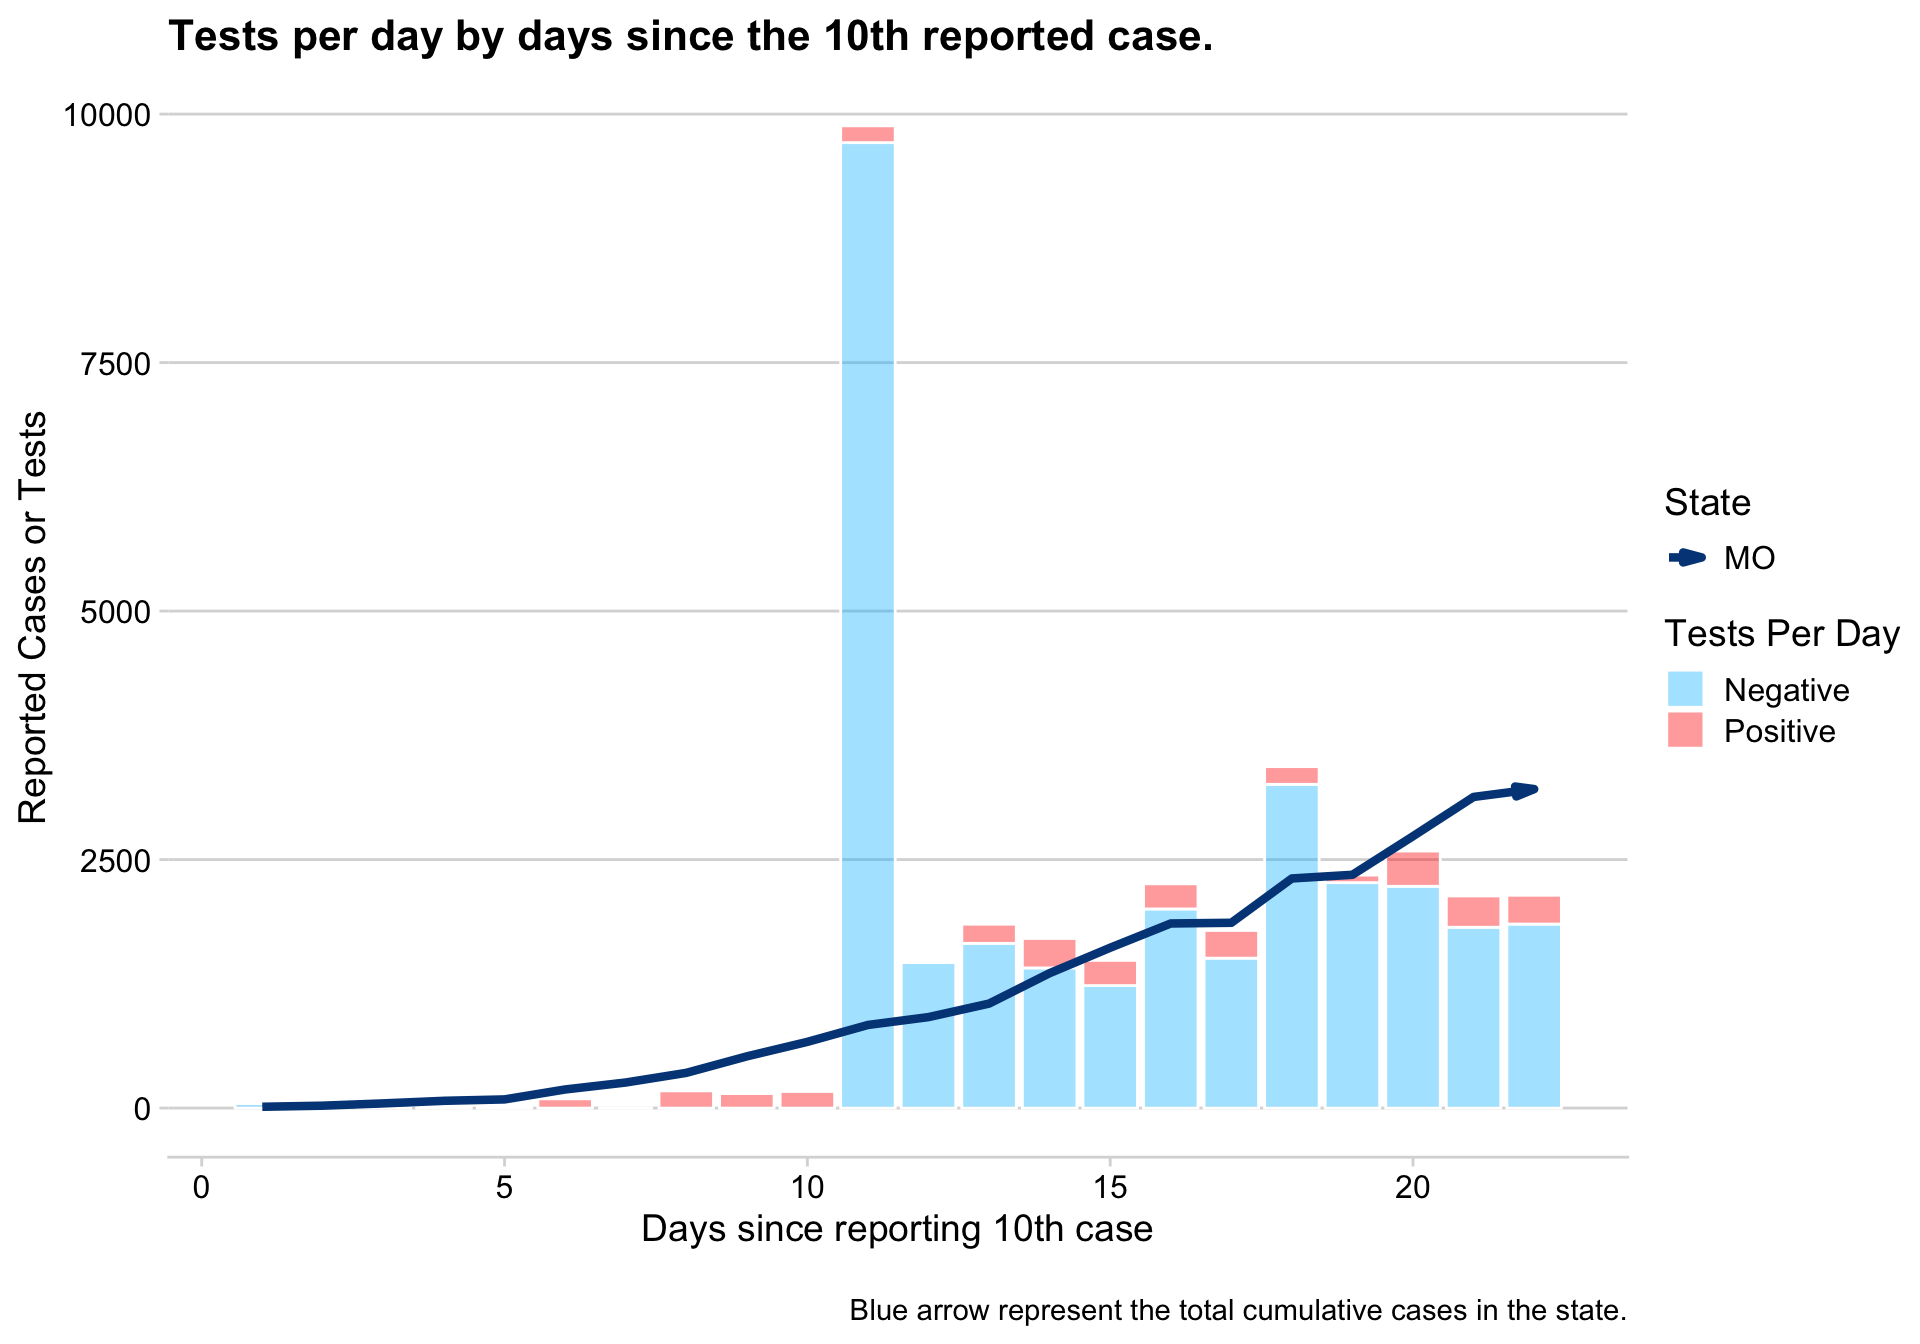 Tests per day by days since the 10th reported case.
10000
7500
5000
2500
0
Reported Cases or Tests
0 5 10 15 20
Days since reporting 10th case
State
MO
Tests Per Day
Negative
Positive
Blue arrow represent the total cumulative cases in the state.